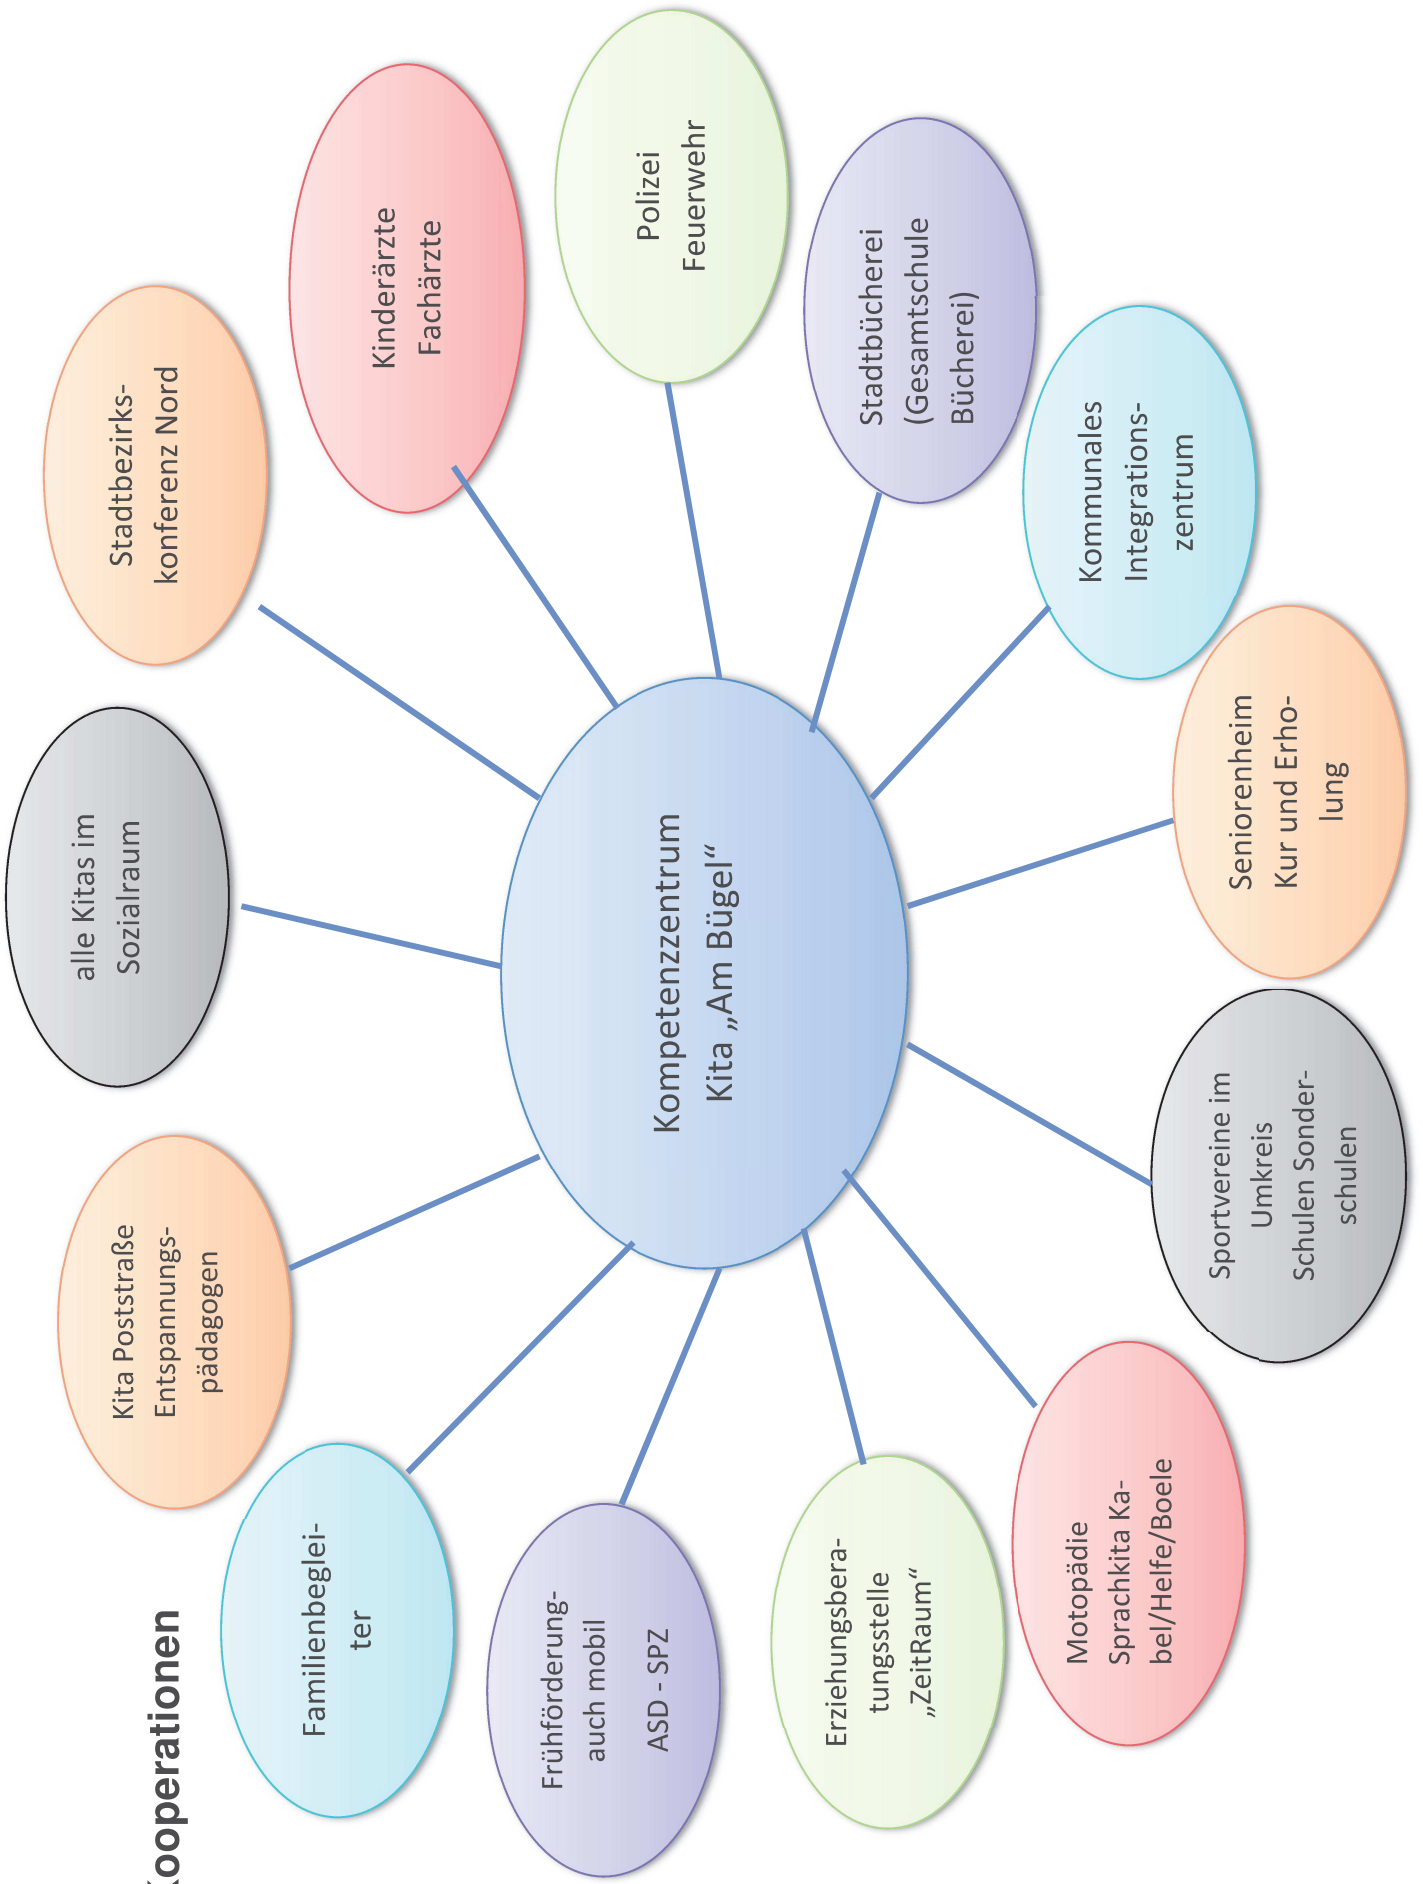 Kooperationen
Kita Poststraße
Entspannungs-
pädagogen
alle Kitas im
Sozialraum
Stadtbezirks-
konferenz Nord
Kinderärzte
Fachärzte
Polizei
Feuerwehr
Stadtbücherei
(Gesamtschule
Bücherei)
Kommunales
Integrations-
zentrum
Seniorenheim
Kur und Erho-
lung
Sportvereine im
Umkreis
Schulen Sonder-
schulen
Motopädie
Sprachkita Ka-
bel/Helfe/Boele
Erziehungsbera-
tungsstelle
„ZeitRaum“
Frühförderung-
auch mobil
ASD - SPZ
Familienbeglei-
ter
Kompetenzzentrum
Kita „Am Bügel“